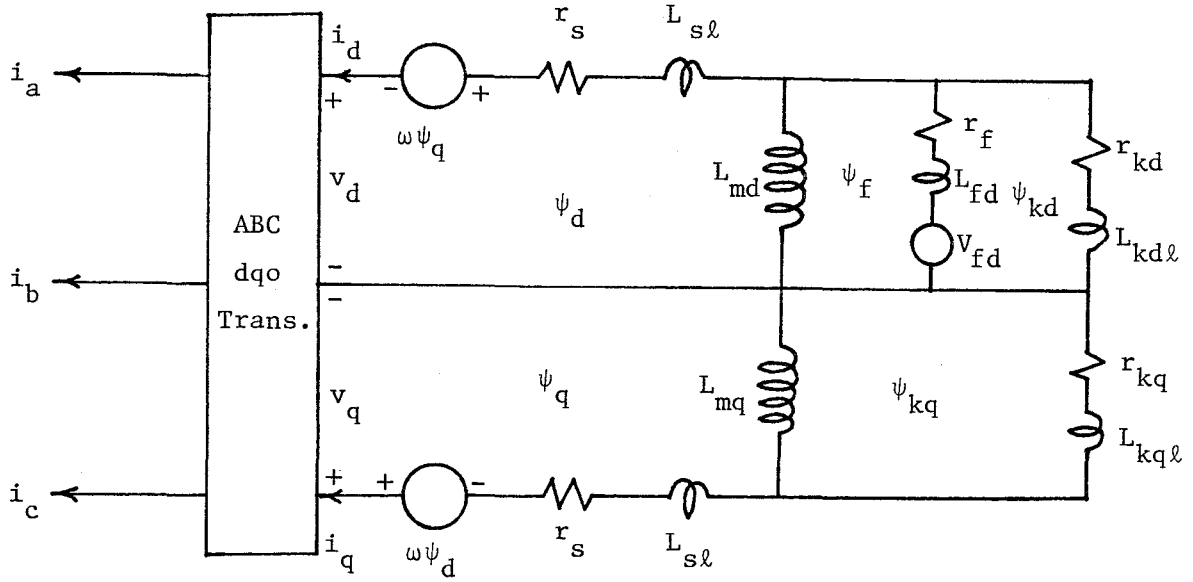 r_s
L_sℓ
i_d
i_a
+
-
+
ωψ_q
r_f
r_kd
L_md
ψ_f
L_fd
ψ_kd
v_d
ψ_d
ABC
dqo
Trans.
V_fd
L_kdℓ
i_b
-
-
r_kq
v_q
ψ_q
L_mq
ψ_kq
L_kqℓ
+
+
-
i_c
i_q
ωψ_d
r_s
L_sℓ